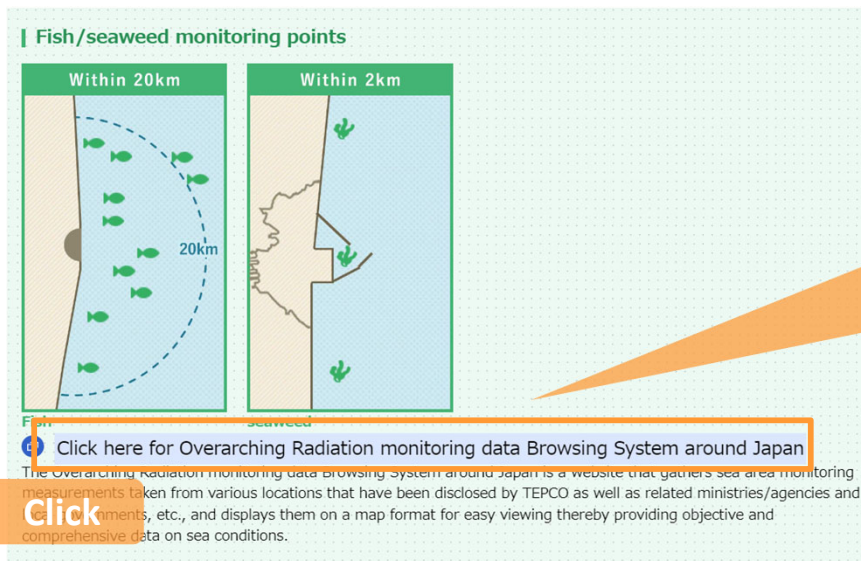 Fish/seaweed monitoring points
Within 20km
Within 2km
20km
Fish
seaweed
Click here for Overarching Radiation monitoring data Browsing System around Japan
The Overarching Radiation monitoring data Browsing System around Japan is a website that gathers sea area monitoring
measurements taken from various locations that have been disclosed by TEPCO as well as related ministries/agencies and
local governments, etc., and displays them on a map format for easy viewing thereby providing objective and
comprehensive data on sea conditions.
Click